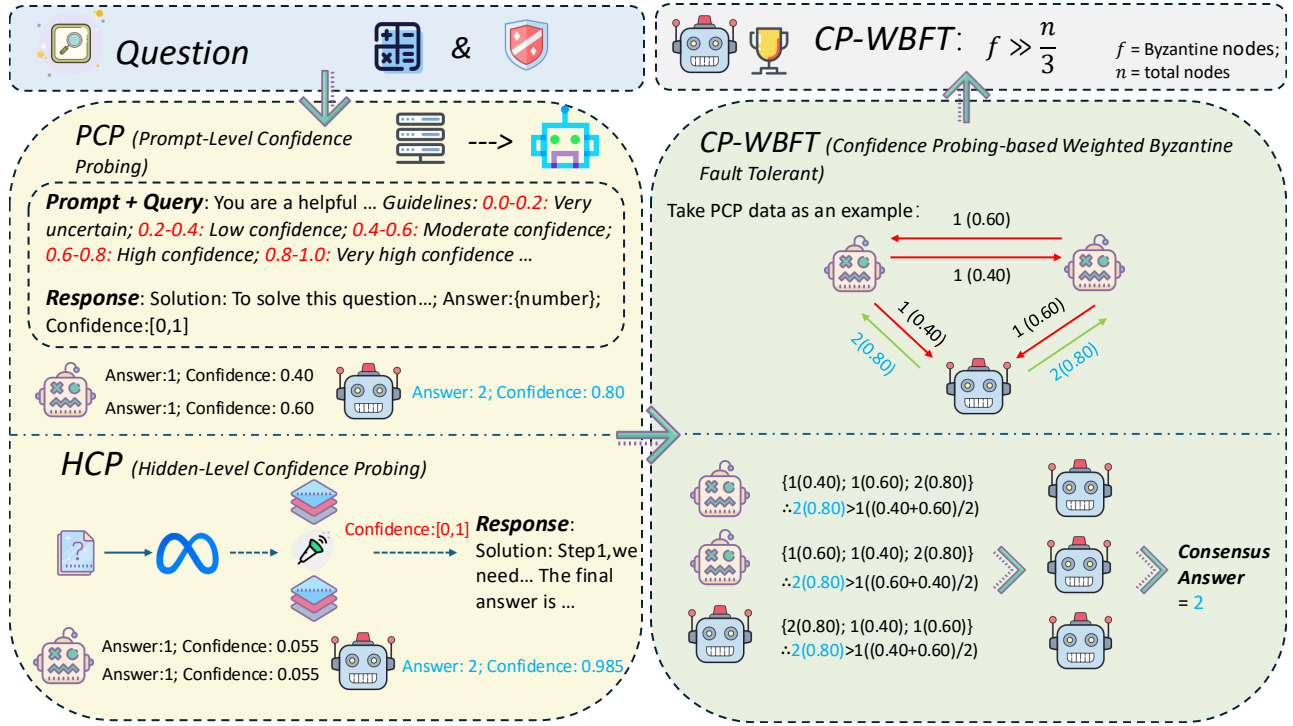 Question
&
PCP (Prompt-Level Confidence
Probing)
--->
Prompt + Query: You are a helpful … Guidelines: 0.0-0.2: Very
uncertain; 0.2-0.4: Low confidence; 0.4-0.6: Moderate confidence;
0.6-0.8: High confidence; 0.8-1.0: Very high confidence …
Response: Solution: To solve this question…; Answer:{number};
Confidence:[0,1]
Answer:1; Confidence: 0.40
Answer:1; Confidence: 0.60
Answer: 2; Confidence: 0.80
HCP (Hidden-Level Confidence Probing)
?
Confidence:[0,1]
Response:
Solution: Step1,we
need… The final
answer is …
Answer:1; Confidence: 0.055
Answer:1; Confidence: 0.055
Answer: 2; Confidence: 0.985
CP-WBFT: f ≫ n/3
f = Byzantine nodes;
n = total nodes
CP-WBFT (Confidence Probing-based Weighted Byzantine
Fault Tolerant)
Take PCP data as an example:
1 (0.60)
1 (0.40)
1 (0.40)
2(0.80)
1 (0.60)
2(0.80)
{1(0.40); 1(0.60); 2(0.80)}
∴2(0.80)>1((0.40+0.60)/2)
{1(0.60); 1(0.40); 2(0.80)}
∴2(0.80)>1((0.60+0.40)/2)
{2(0.80); 1(0.40); 1(0.60)}
∴2(0.80)>1((0.40+0.60)/2)
Consensus
Answer
= 2